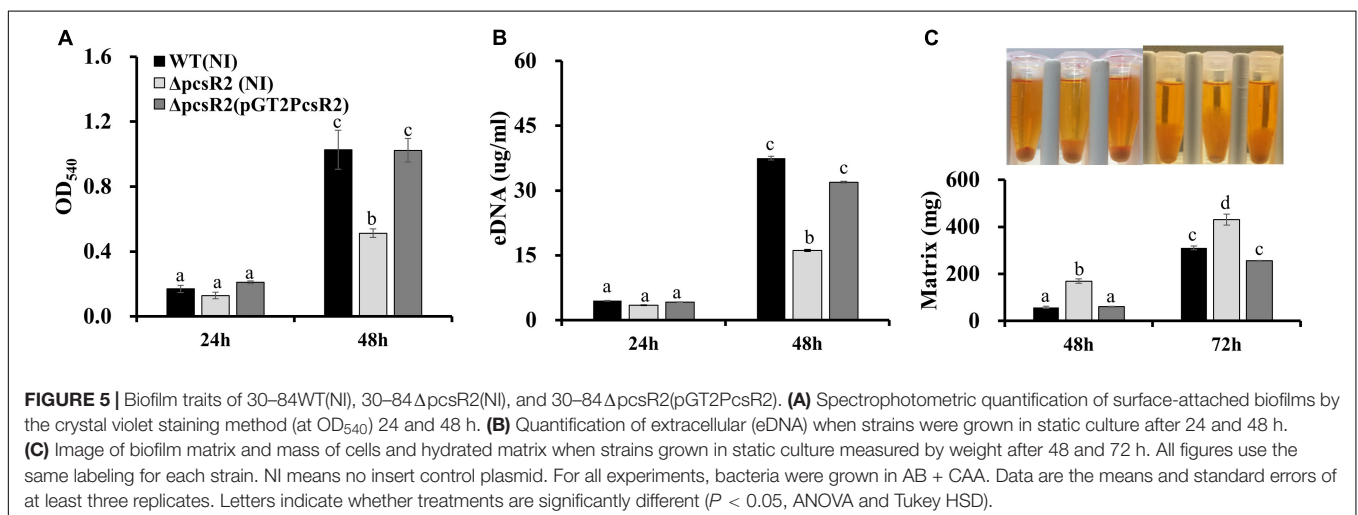 A
1.6
1.2
0.8
0.4
0.0
OD540
WT(NI)
ΔpcsR2 (NI)
ΔpcsR2(pGT2PcsR2)
a
a
a
c
b
c
24h
48h
B
60
45
30
15
0
eDNA (ug/ml)
a
a
a
c
b
c
24h
48h
C
600
400
200
0
Matrix (mg)
a
b
a
c
d
c
48h
72h
FIGURE 5 | Biofilm traits of 30–84WT(NI), 30–84ΔpcsR2(NI), and 30–84ΔpcsR2(pGT2PcsR2). (A) Spectrophotometric quantification of surface-attached biofilms by
the crystal violet staining method (at OD540) 24 and 48 h. (B) Quantification of extracellular (eDNA) when strains were grown in static culture after 24 and 48 h.
(C) Image of biofilm matrix and mass of cells and hydrated matrix when strains grown in static culture measured by weight after 48 and 72 h. All figures use the
same labeling for each strain. NI means no insert control plasmid. For all experiments, bacteria were grown in AB + CAA. Data are the means and standard errors of
at least three replicates. Letters indicate whether treatments are significantly different (P < 0.05, ANOVA and Tukey HSD).